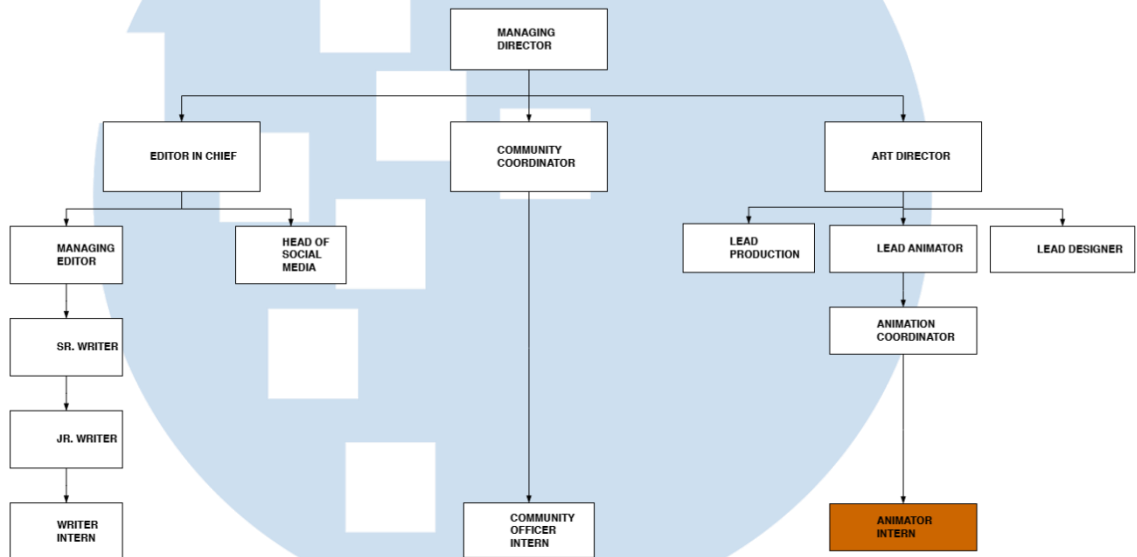 MANAGING
DIRECTOR
EDITOR IN CHIEF
COMMUNITY
COORDINATOR
ART DIRECTOR
MANAGING
EDITOR
HEAD OF
SOCIAL
MEDIA
LEAD
PRODUCTION
LEAD ANIMATOR
LEAD DESIGNER
SR. WRITER
ANIMATION
COORDINATOR
JR. WRITER
WRITER
INTERN
COMMUNITY
OFFICER
INTERN
ANIMATOR
INTERN